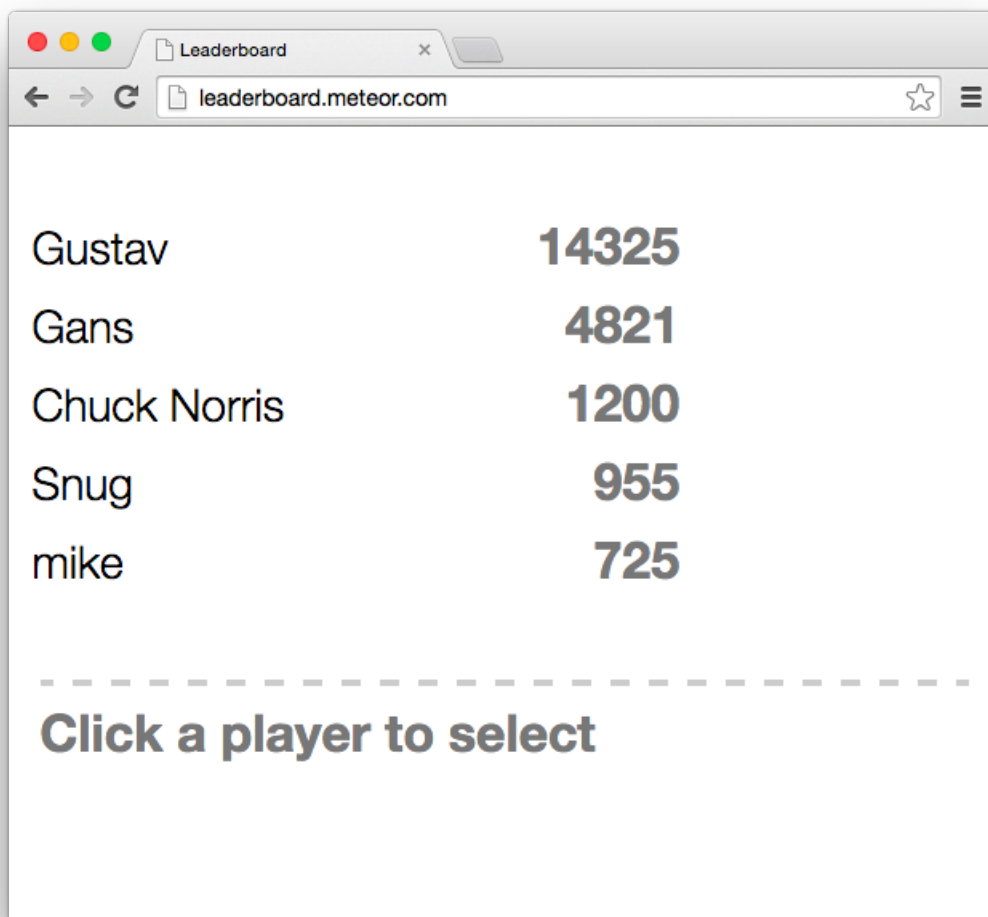 Leaderboard
leaderboard.meteor.com
Gustav 14325
Gans 4821
Chuck Norris 1200
Snug 955
mike 725
Click a player to select